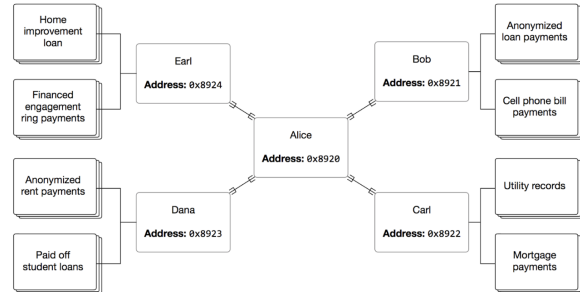 Home
improvement
loan
Financed
engagement
ring payments
Earl
Address: 0x8924
Bob
Address: 0x8921
Anonymized
loan payments
Cell phone bill
payments
Alice
Address: 0x8920
Anonymized
rent payments
Paid off
student loans
Dana
Address: 0x8923
Carl
Address: 0x8922
Utility records
Mortgage
payments